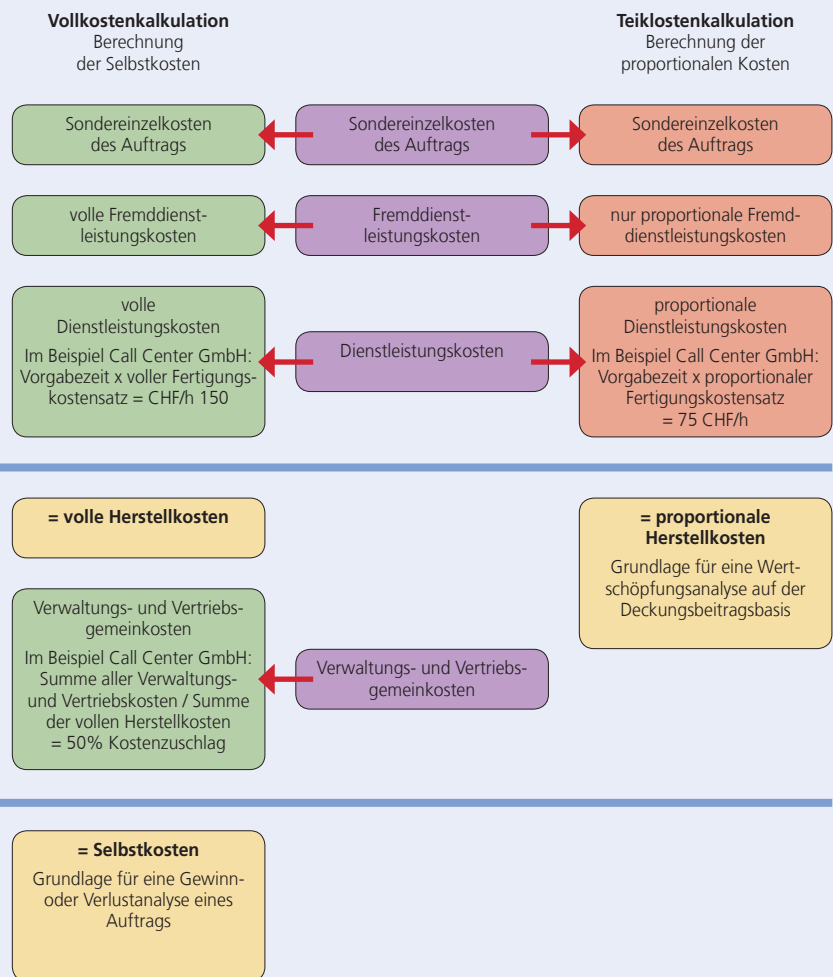 Vollkostenkalkulation
Berechnung
der Selbstkosten
Teiklostenkalkulation
Berechnung der
proportionalen Kosten
Sondereinzelkosten
des Auftrags
Sondereinzelkosten
des Auftrags
Sondereinzelkosten
des Auftrags
volle Fremddienst-
leistungskosten
Fremddienst-
leistungskosten
nur proportionale Fremd-
dienstleistungskosten
volle
Dienstleistungskosten
Im Beispiel Call Center GmbH:
Vorgabezeit x voller Fertigungs-
kostensatz = CHF/h 150
Dienstleistungskosten
proportionale
Dienstleistungskosten
Im Beispiel Call Center GmbH:
Vorgabezeit x proportionaler
Fertigungskostensatz
= 75 CHF/h
= volle Herstellkosten
= proportionale
Herstellkosten
Grundlage für eine Wert-
schöpfungsanalyse auf der
Deckungsbeitragsbasis
Verwaltungs- und Vertriebs-
gemeinkosten
Im Beispiel Call Center GmbH:
Summe aller Verwaltungs-
und Vertriebskosten / Summe
der vollen Herstellkosten
= 50% Kostenzuschlag
Verwaltungs- und Vertriebs-
gemeinkosten
= Selbstkosten
Grundlage für eine Gewinn-
oder Verlustanalyse eines
Auftrags